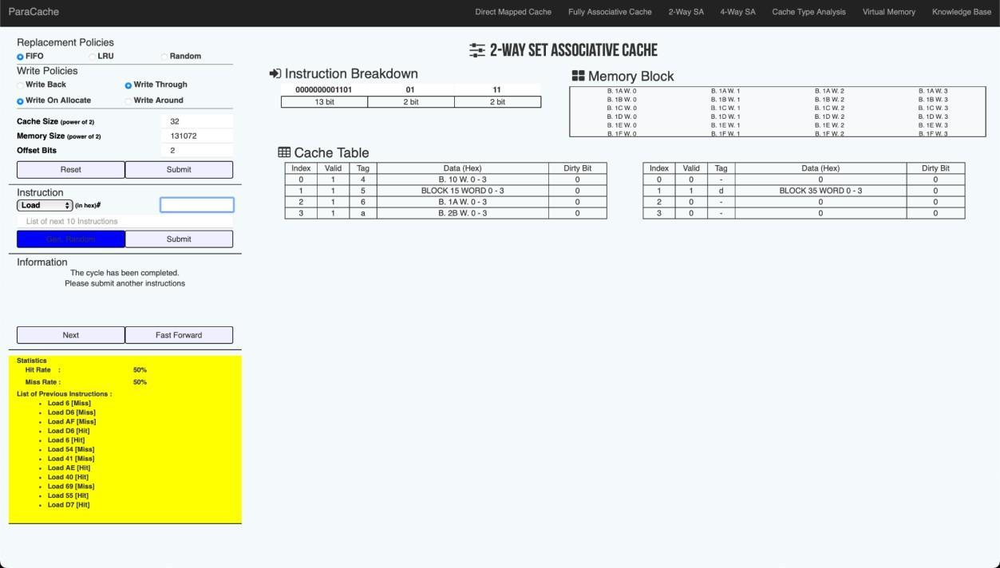 ParaCache
Direct Mapped Cache Fully Associative Cache 2-Way SA 4-Way SA Cache Type Analysis Virtual Memory Knowledge Base
Replacement Policies
FIFO LRU Random
Write Policies
Write Back Write Through
Write On Allocate Write Around
Cache Size (power of 2) 32
Memory Size (power of 2) 131072
Offset Bits 2
Reset Submit
Instruction
Load (in hex)#
List of next 10 Instructions
Gen. Random Submit
Information
The cycle has been completed.
Please submit another instructions
Next Fast Forward
Statistics
Hit Rate : 50%
Miss Rate : 50%
List of Previous Instructions :
• Load 6 [Miss]
• Load D6 [Miss]
• Load AF [Miss]
• Load D6 [Hit]
• Load 6 [Hit]
• Load 54 [Miss]
• Load 41 [Miss]
• Load AE [Hit]
• Load 40 [Hit]
• Load 69 [Miss]
• Load 55 [Hit]
• Load D7 [Hit]
2-WAY SET ASSOCIATIVE CACHE
Instruction Breakdown
0000000001101 01 11
13 bit 2 bit 2 bit
Memory Block
B. 1A W. 0 B. 1A W. 1 B. 1A W. 2 B. 1A W. 3
B. 1B W. 0 B. 1B W. 1 B. 1B W. 2 B. 1B W. 3
B. 1C W. 0 B. 1C W. 1 B. 1C W. 2 B. 1C W. 3
B. 1D W. 0 B. 1D W. 1 B. 1D W. 2 B. 1D W. 3
B. 1E W. 0 B. 1E W. 1 B. 1E W. 2 B. 1E W. 3
B. 1F W. 0 B. 1F W. 1 B. 1F W. 2 B. 1F W. 3
Cache Table
Index Valid Tag Data (Hex) Dirty Bit
0 1 4 B. 10 W. 0 - 3 0
1 1 5 BLOCK 15 WORD 0 - 3 0
2 1 6 B. 1A W. 0 - 3 0
3 1 a B. 2B W. 0 - 3 0
Index Valid Tag Data (Hex) Dirty Bit
0 0 - 0 0
1 1 d BLOCK 35 WORD 0 - 3 0
2 0 - 0 0
3 0 - 0 0